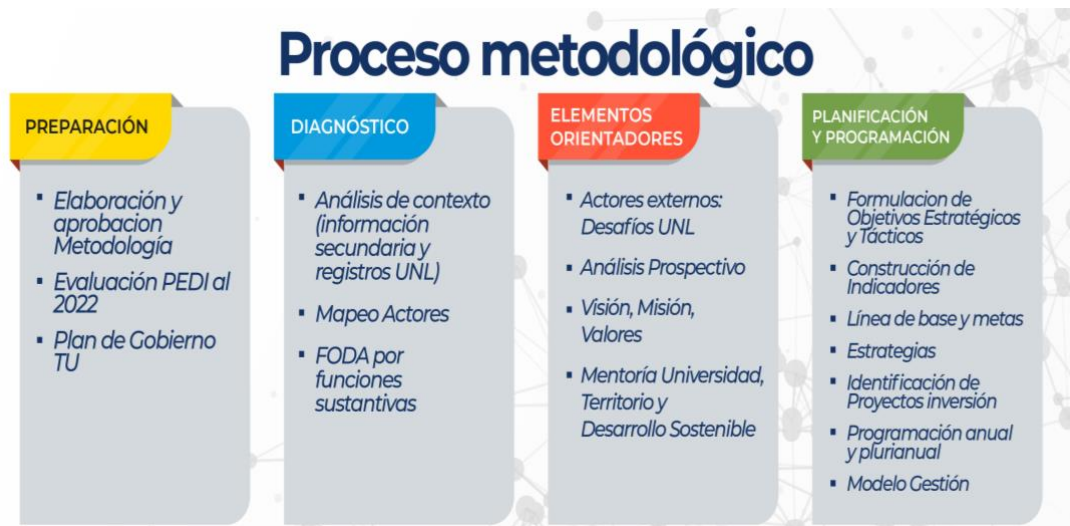 Proceso metodológico
PREPARACIÓN
▪ Elaboración y
aprobacion
Metodología
▪ Evaluación PEDI al
2022
▪ Plan de Gobierno
TU
DIAGNÓSTICO
▪ Análisis de contexto
(información
secundaria y
registros UNL)
▪ Mapeo Actores
▪ FODA por
funciones
sustantivas
ELEMENTOS
ORIENTADORES
▪ Actores externos:
Desafíos UNL
▪ Análisis Prospectivo
▪ Visión, Misión,
Valores
▪ Mentoría Universidad,
Territorio y
Desarrollo Sostenible
PLANIFICACIÓN
Y PROGRAMACIÓN
▪ Formulacion de
Objetivos Estratégicos
y Tácticos
▪ Construcción de
Indicadores
▪ Línea de base y metas
▪ Estrategias
▪ Identificación de
Proyectos inversión
▪ Programación anual
y plurianual
▪ Modelo Gestión